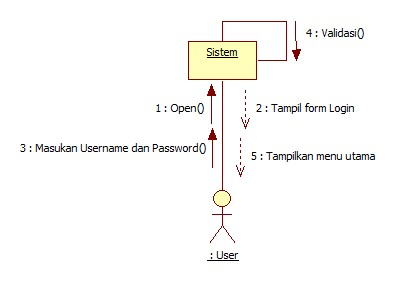 4 : Validasi()
Sistem
1 : Open()
2 : Tampil form Login
3 : Masukan Username dan Password()
5 : Tampilkan menu utama
: User